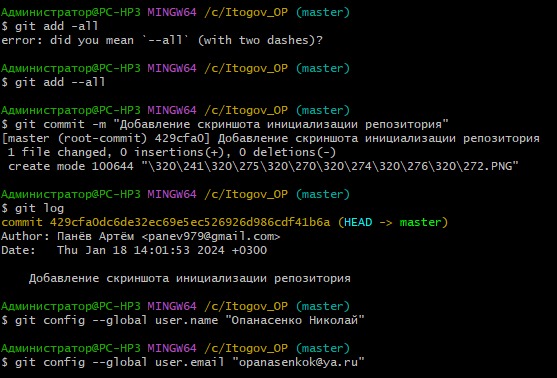 Администратор@PC-HP3 MINGW64 /c/Itogov_OP (master)
$ git add -all
error: did you mean `--all` (with two dashes)?
Администратор@PC-HP3 MINGW64 /c/Itogov_OP (master)
$ git add --all
Администратор@PC-HP3 MINGW64 /c/Itogov_OP (master)
$ git commit -m "Добавление скриншота инициализации репозитория"
[master (root-commit) 429cfa0] Добавление скриншота инициализации репозитория
1 file changed, 0 insertions(+), 0 deletions(-)
create mode 100644 "\320\241\320\275\320\270\320\274\320\276\320\272.PNG"
Администратор@PC-HP3 MINGW64 /c/Itogov_OP (master)
$ git log
commit 429cfa0dc6de32ec69e5ec526926d986cdf41b6a (HEAD -> master)
Author: Панёв Артём <panev979@gmail.com>
Date:   Thu Jan 18 14:01:53 2024 +0300
Добавление скриншота инициализации репозитория
Администратор@PC-HP3 MINGW64 /c/Itogov_OP (master)
$ git config --global user.name "Опанасенко Николай"
Администратор@PC-HP3 MINGW64 /c/Itogov_OP (master)
$ git config --global user.email "opanasenkok@ya.ru"